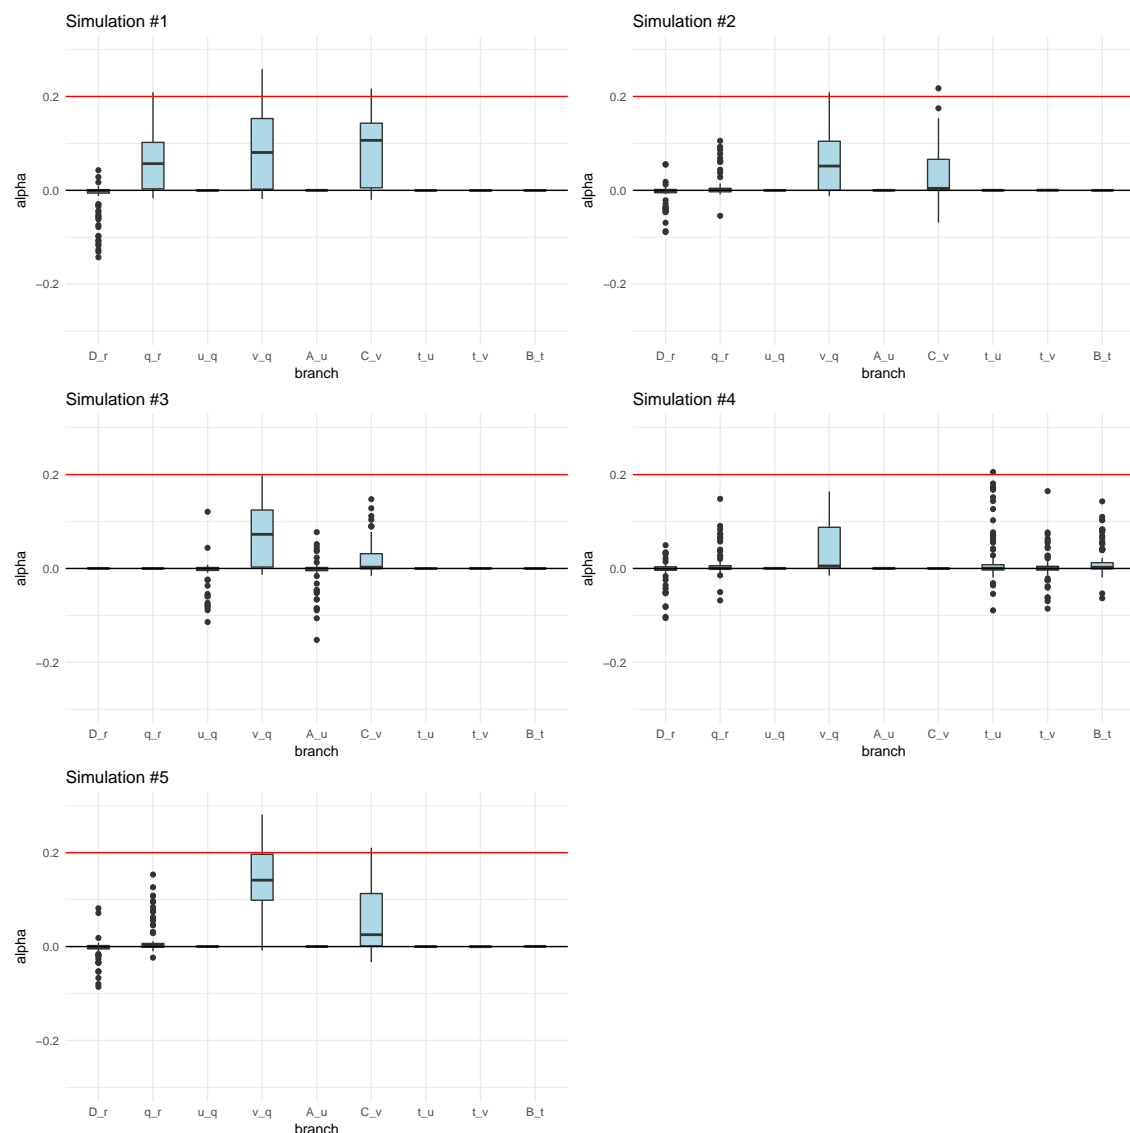 Simulation #1
alpha
0.2
0.0
−0.2
D_r q_r u_q v_q A_u C_v t_u t_v B_t
branch
Simulation #2
alpha
0.2
0.0
−0.2
D_r q_r u_q v_q A_u C_v t_u t_v B_t
branch
Simulation #3
alpha
0.2
0.0
−0.2
D_r q_r u_q v_q A_u C_v t_u t_v B_t
branch
Simulation #4
alpha
0.2
0.0
−0.2
D_r q_r u_q v_q A_u C_v t_u t_v B_t
branch
Simulation #5
alpha
0.2
0.0
−0.2
D_r q_r u_q v_q A_u C_v t_u t_v B_t
branch